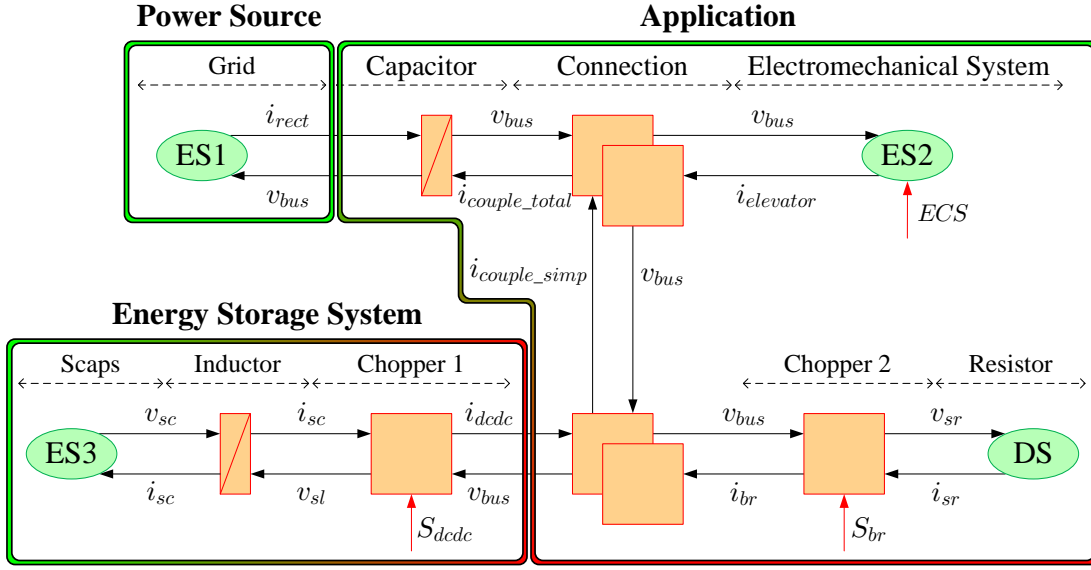 Power Source
Application
Grid
Capacitor
Connection
Electromechanical System
i_rect
v_bus
v_bus
ES1
ES2
v_bus
i_couple_total
i_elevator
ECS
i_couple_simp
v_bus
Energy Storage System
Scaps
Inductor
Chopper 1
Chopper 2
Resistor
v_sc
i_sc
i_dcdc
v_bus
v_sr
ES3
DS
i_sc
v_sl
v_bus
i_br
i_sr
S_dcdc
S_br